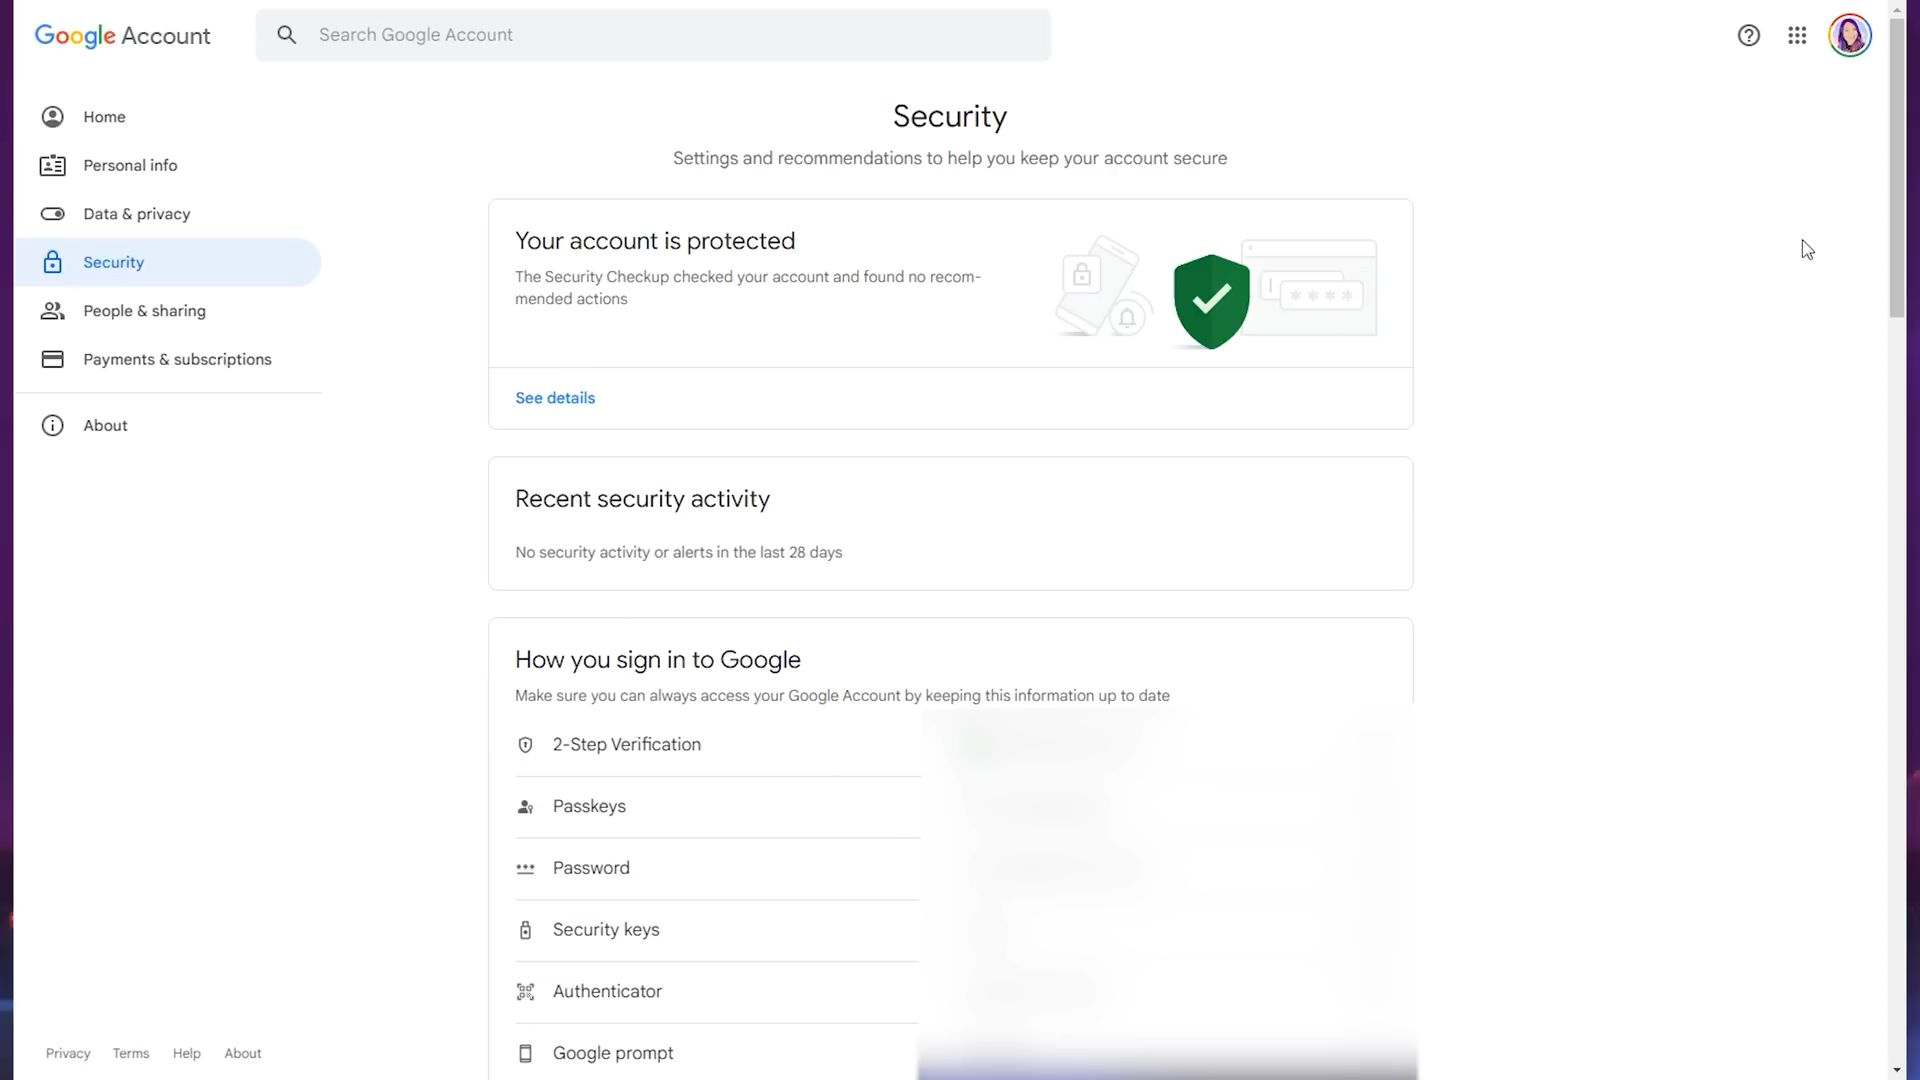 Google Account
Search Google Account
Home
Personal info
Data & privacy
Security
People & sharing
Payments & subscriptions
About
Security
Settings and recommendations to help you keep your account secure
Your account is protected
The Security Checkup checked your account and found no recom-
mended actions
See details
Recent security activity
No security activity or alerts in the last 28 days
How you sign in to Google
Make sure you can always access your Google Account by keeping this information up to date
2-Step Verification
Passkeys
Password
Security keys
Authenticator
Google prompt
Privacy Terms Help About